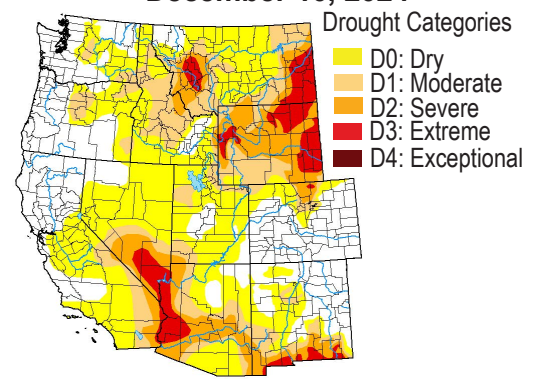 Drought Categories
D0: Dry
D1: Moderate
D2: Severe
D3: Extreme
D4: Exceptional